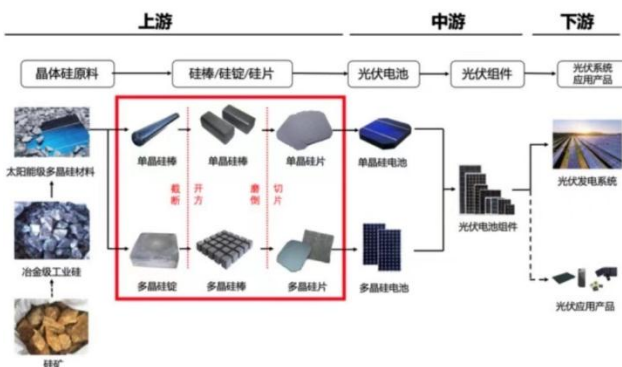 上游
中游
下游
晶体硅原料
硅棒/硅锭/硅片
光伏电池
光伏组件
光伏系统
应用产品
太阳能级多晶硅材料
单晶硅棒
单晶硅棒
单晶硅片
单晶硅电池
光伏发电系统
截断
开方
磨倒
切片
冶金级工业硅
多晶硅锭
多晶硅棒
多晶硅片
多晶硅电池
光伏电池组件
光伏应用产品
硅矿